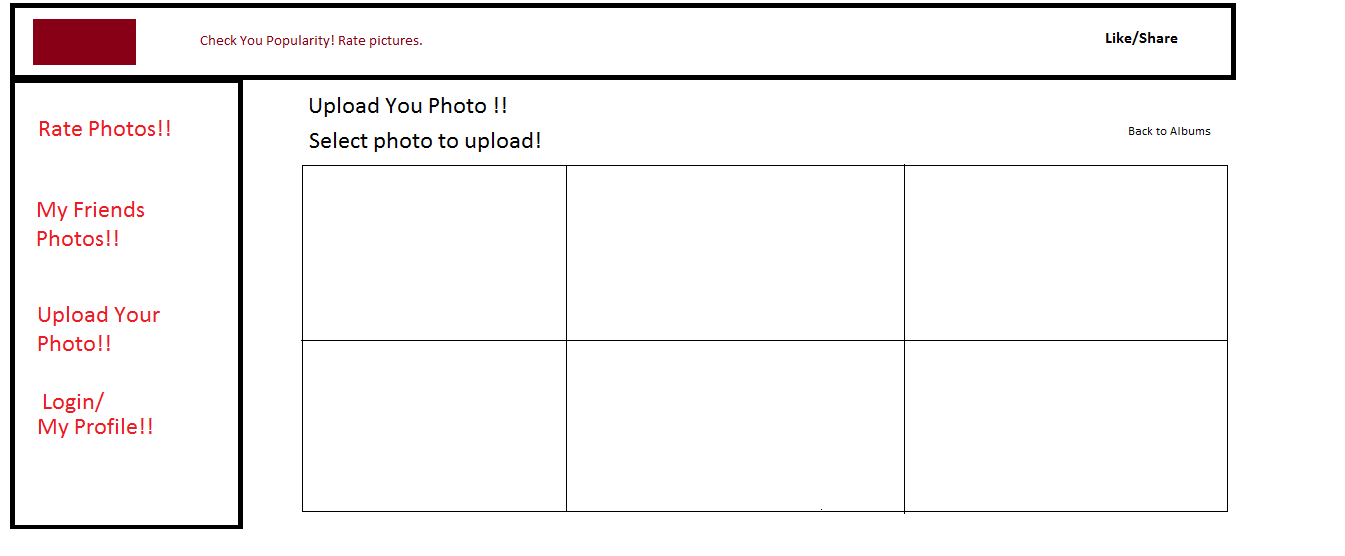 Check You Popularity! Rate pictures.
Like/Share
Rate Photos!!
My Friends
Photos!!
Upload Your
Photo!!
Login/
My Profile!!
Upload You Photo !!
Select photo to upload!
Back to Albums